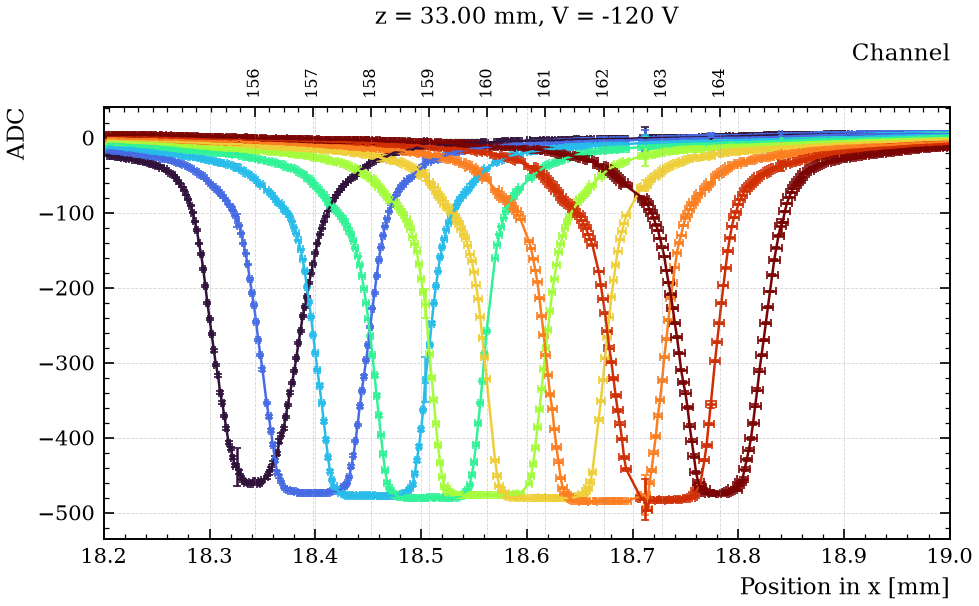 z = 33.00 mm, V = -120 V
Channel
156 157 158 159 160 161 162 163 164
ADC
0
−100
−200
−300
−400
−500
18.2 18.3 18.4 18.5 18.6 18.7 18.8 18.9 19.0
Position in x [mm]